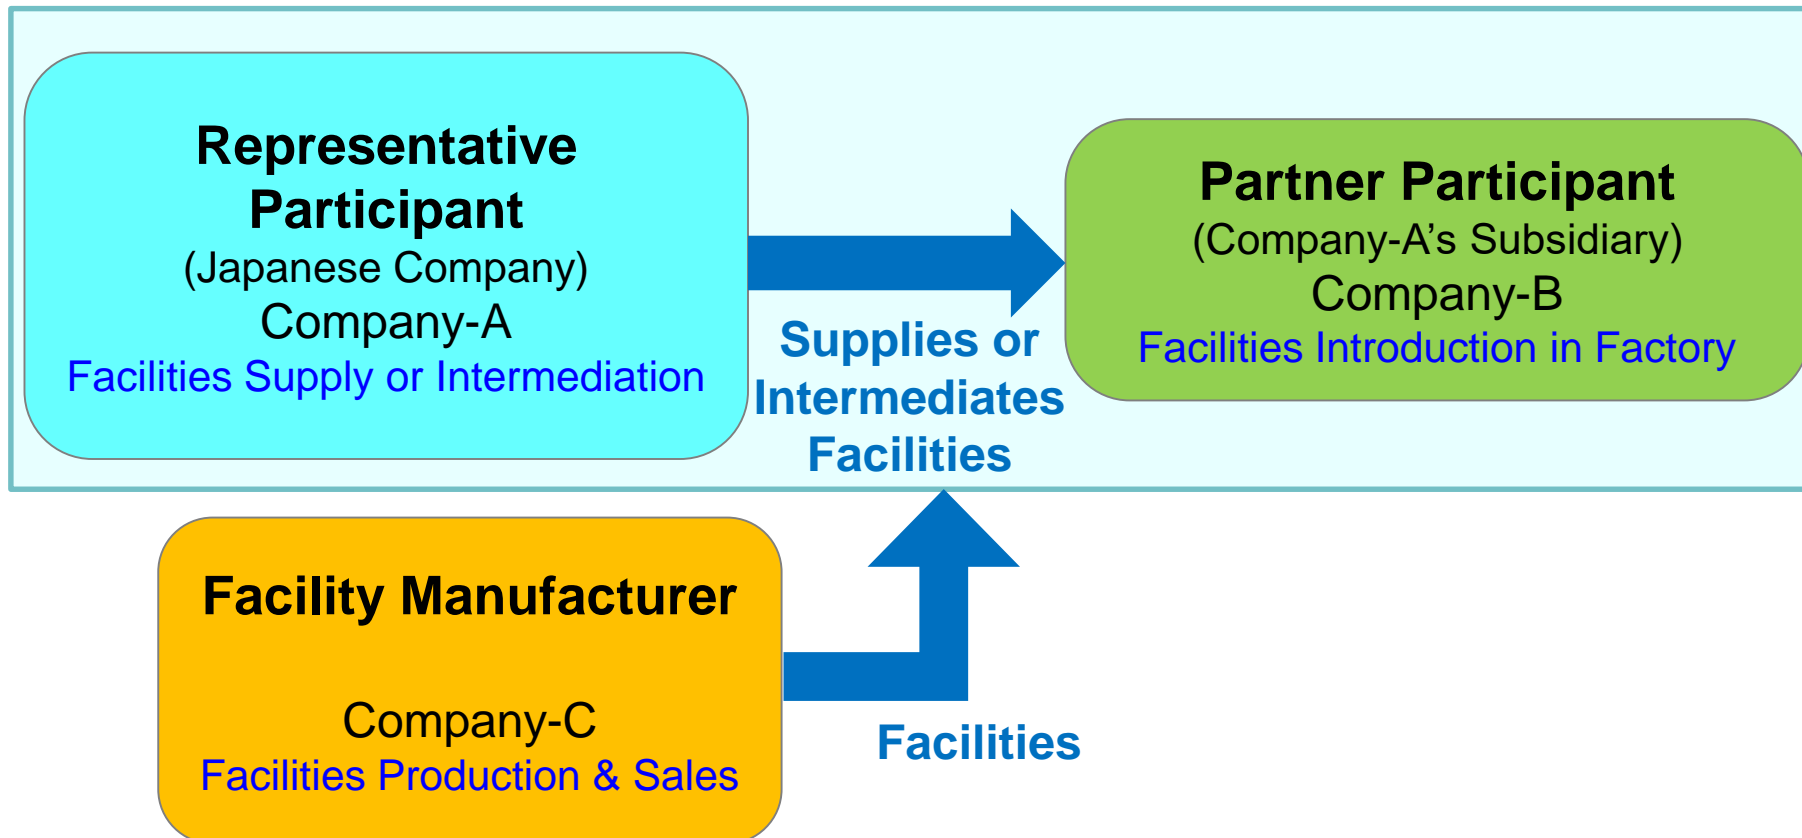 Representative
Participant
(Japanese Company)
Company-A
Facilities Supply or Intermediation
Supplies or
Intermediates
Facilities
Partner Participant
(Company-A’s Subsidiary)
Company-B
Facilities Introduction in Factory
Facility Manufacturer
Company-C
Facilities Production & Sales
Facilities